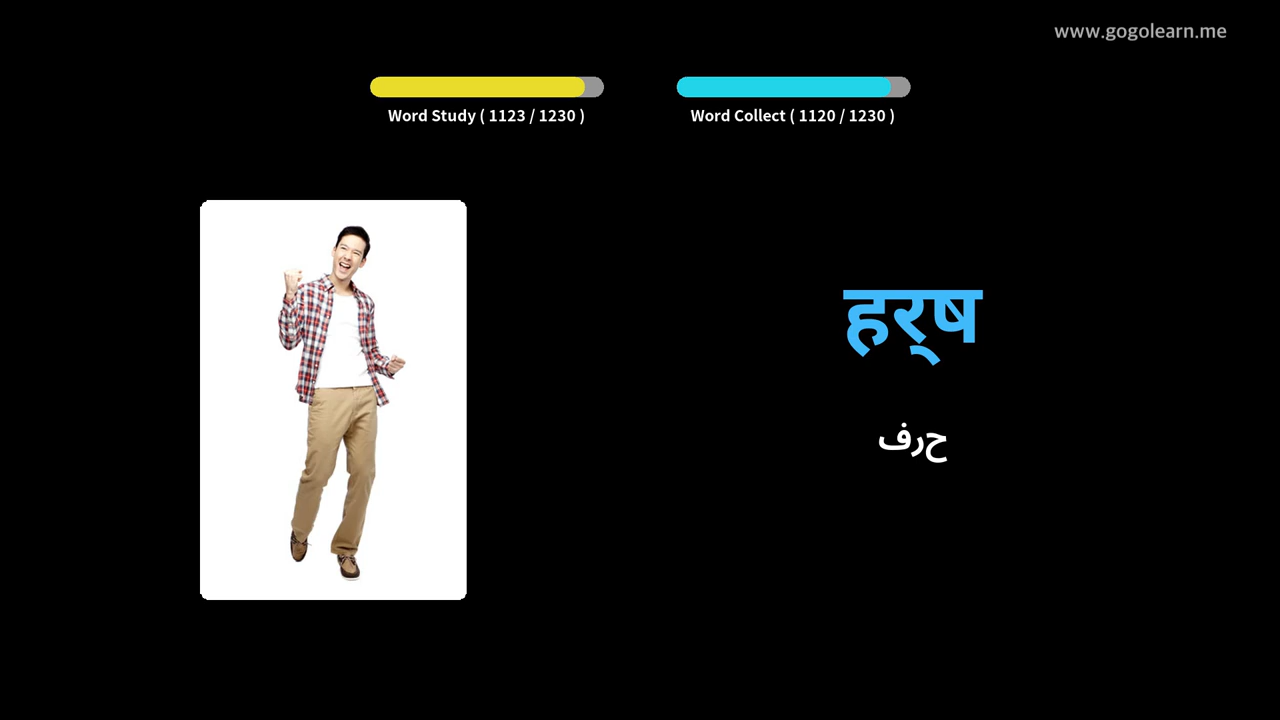 www.gogolearn.me
Word Study ( 1123 / 1230 )
Word Collect ( 1120 / 1230 )
हर्‌ष
حرف